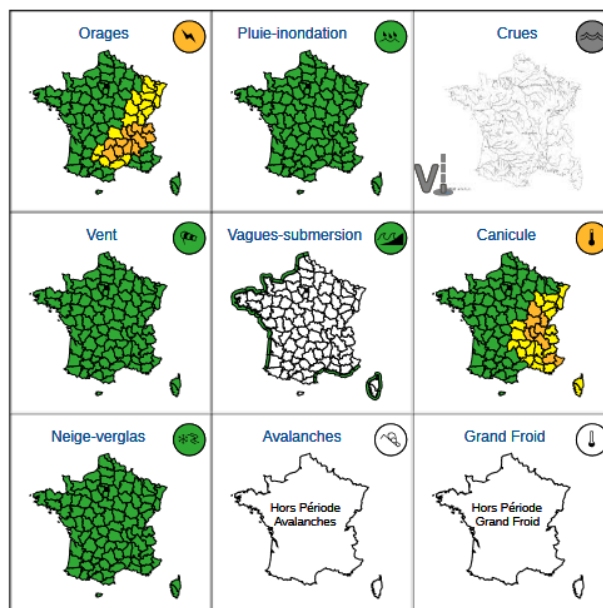 Orages
Pluie-inondation
Crues
Vent
Vagues-submersion
Canicule
Neige-verglas
Avalanches
Hors Période
Avalanches
Grand Froid
Hors Période
Grand Froid